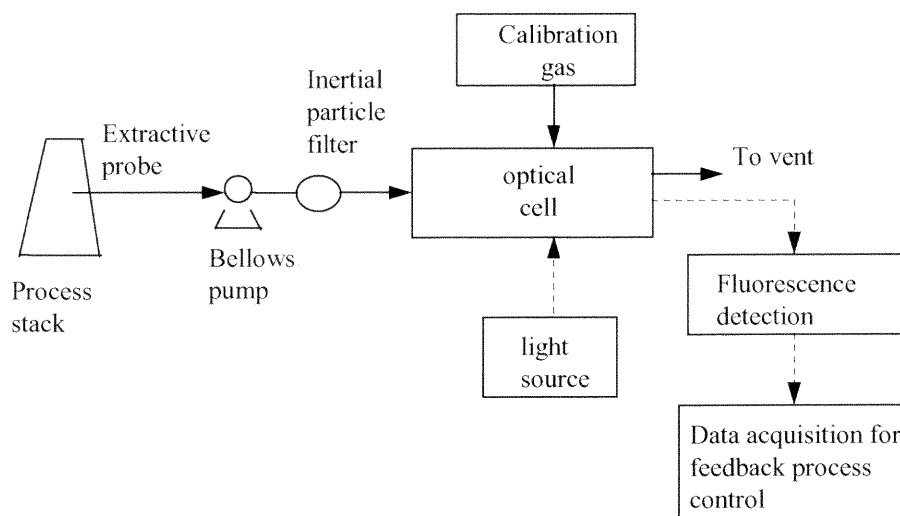 Calibration
gas
Inertial
particle
filter
Extractive
probe
To vent
optical
cell
Bellows
pump
Process
stack
Fluorescence
detection
light
source
Data acquisition for
feedback process
control